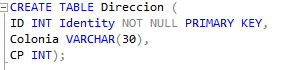 CREATE TABLE Direccion (
ID INT Identity NOT NULL PRIMARY KEY,
Colonia VARCHAR(30),
CP INT);